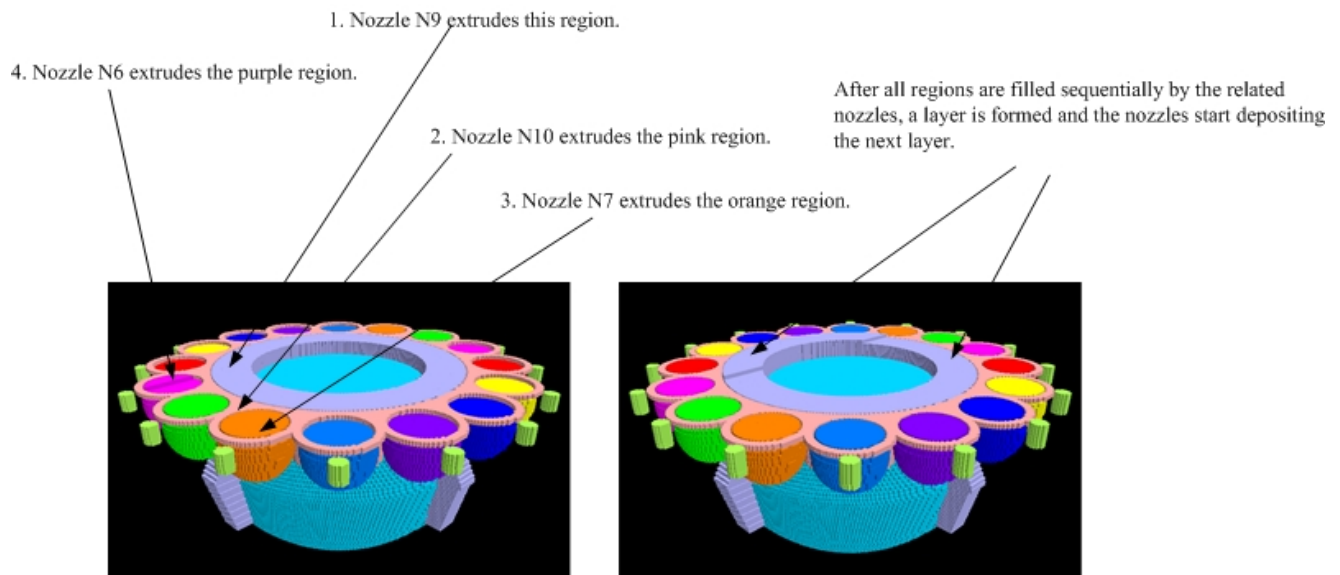 1. Nozzle N9 extrudes this region.
4. Nozzle N6 extrudes the purple region.
After all regions are filled sequentially by the related
nozzles, a layer is formed and the nozzles start depositing
the next layer.
2. Nozzle N10 extrudes the pink region.
3. Nozzle N7 extrudes the orange region.